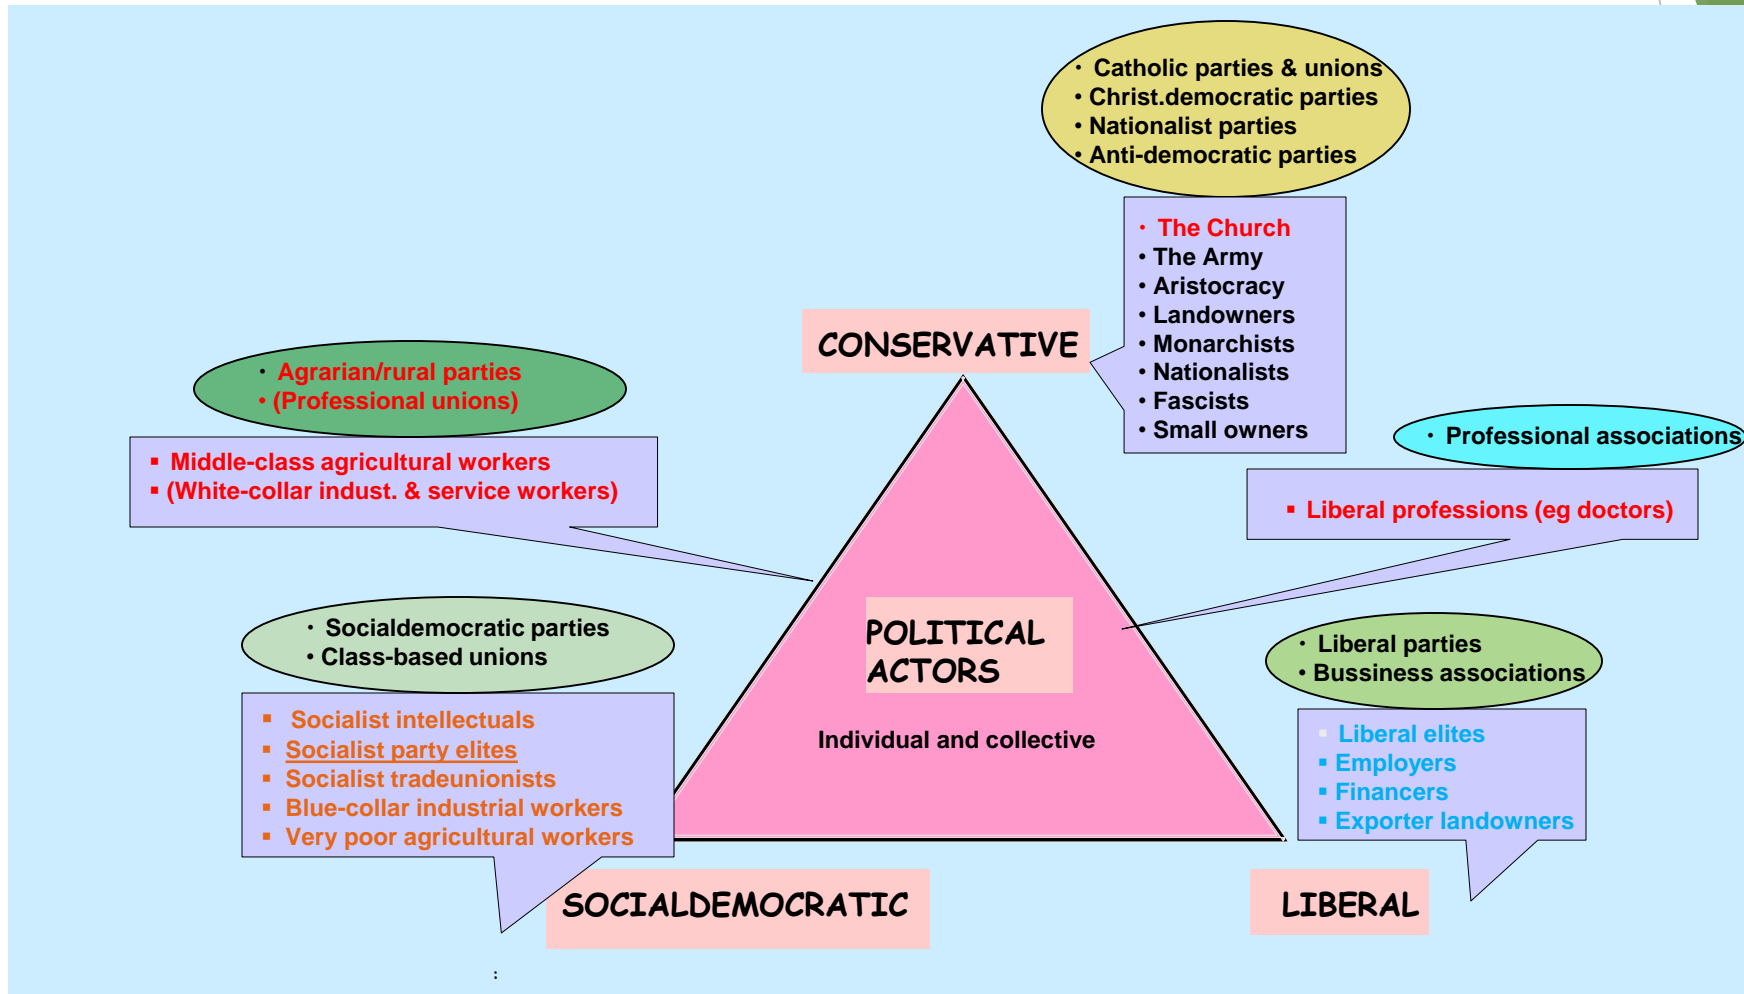 • Catholic parties & unions
• Christ.democratic parties
• Nationalist parties
• Anti-democratic parties
• The Church
• The Army
• Aristocracy
• Landowners
• Monarchists
• Nationalists
• Fascists
• Small owners
CONSERVATIVE
• Agrarian/rural parties
• (Professional unions)
▪ Middle-class agricultural workers
▪ (White-collar indust. & service workers)
• Professional associations
▪ Liberal professions (eg doctors)
POLITICAL
ACTORS
Individual and collective
• Socialdemocratic parties
• Class-based unions
▪ Socialist intellectuals
▪ Socialist party elites
▪ Socialist tradeunionists
▪ Blue-collar industrial workers
▪ Very poor agricultural workers
• Liberal parties
• Bussiness associations
▪ Liberal elites
▪ Employers
▪ Financers
▪ Exporter landowners
SOCIALDEMOCRATIC
LIBERAL
: